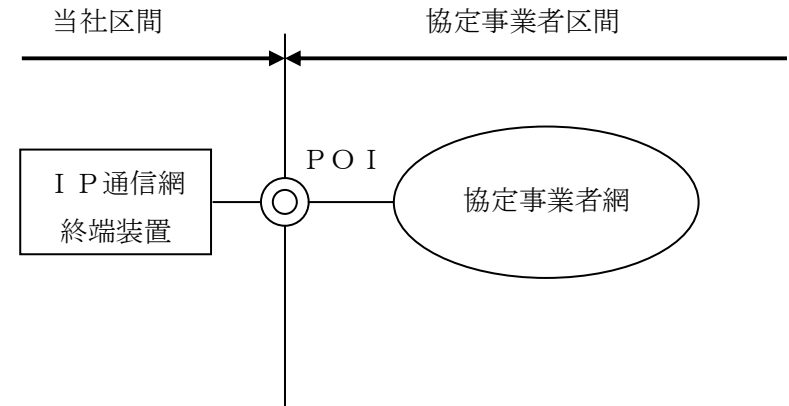 当社区間
協定事業者区間
ＰＯＩ
ＩＰ通信網
終端装置
協定事業者網